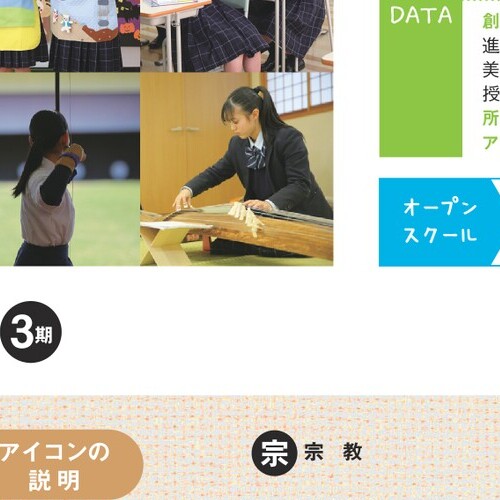 DATA
創
進
美
授
所
ア
オープン
スクール
3期
アイコンの
説明
宗 宗教